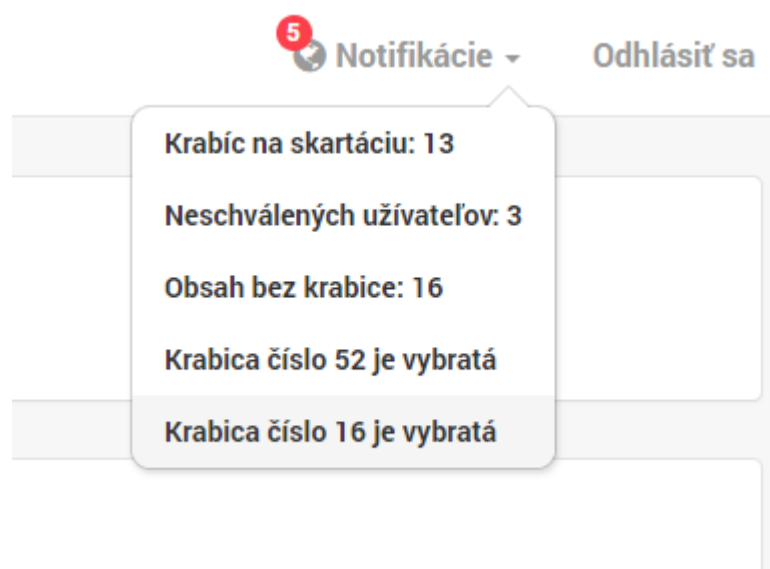 5
Notifikácie
Odhlásiť sa
Krabíc na skartáciu: 13
Neschválených užívateľov: 3
Obsah bez krabice: 16
Krabica číslo 52 je vybratá
Krabica číslo 16 je vybratá